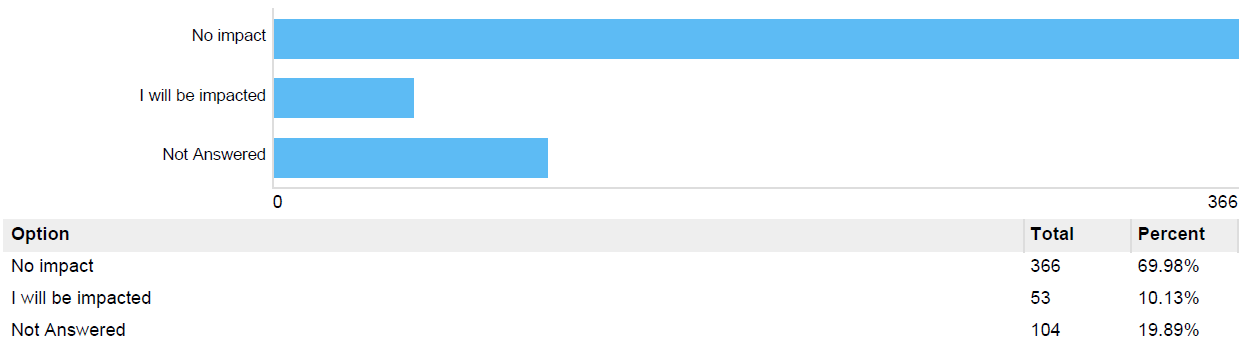 No impact
I will be impacted
Not Answered
0 366
Option Total Percent
No impact 366 69.98%
I will be impacted 53 10.13%
Not Answered 104 19.89%